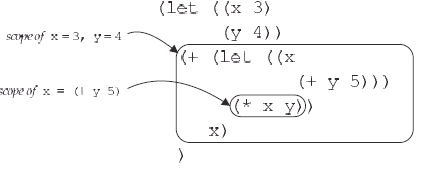 (let ((x 3)
scope of x = 3, y = 4
(y 4))
(+ (let ((x
(+ y 5)))
scope of x = (+ y 5)
(* x y))
x)
)